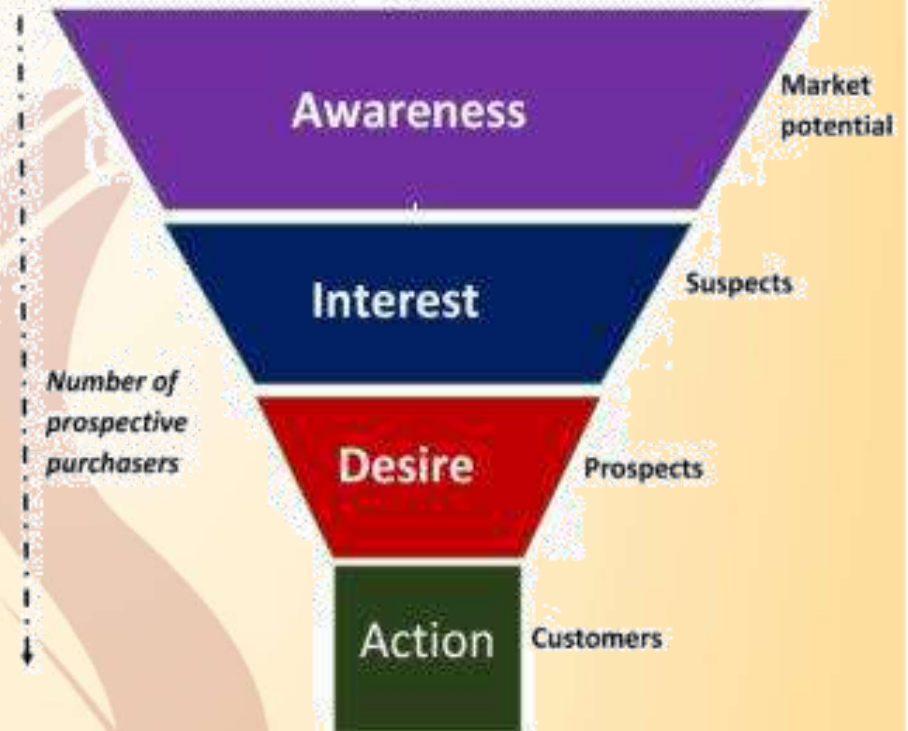 Awareness
Market
potential
Interest
Suspects
Number of
prospective
purchasers
Desire
Prospects
Action
Customers